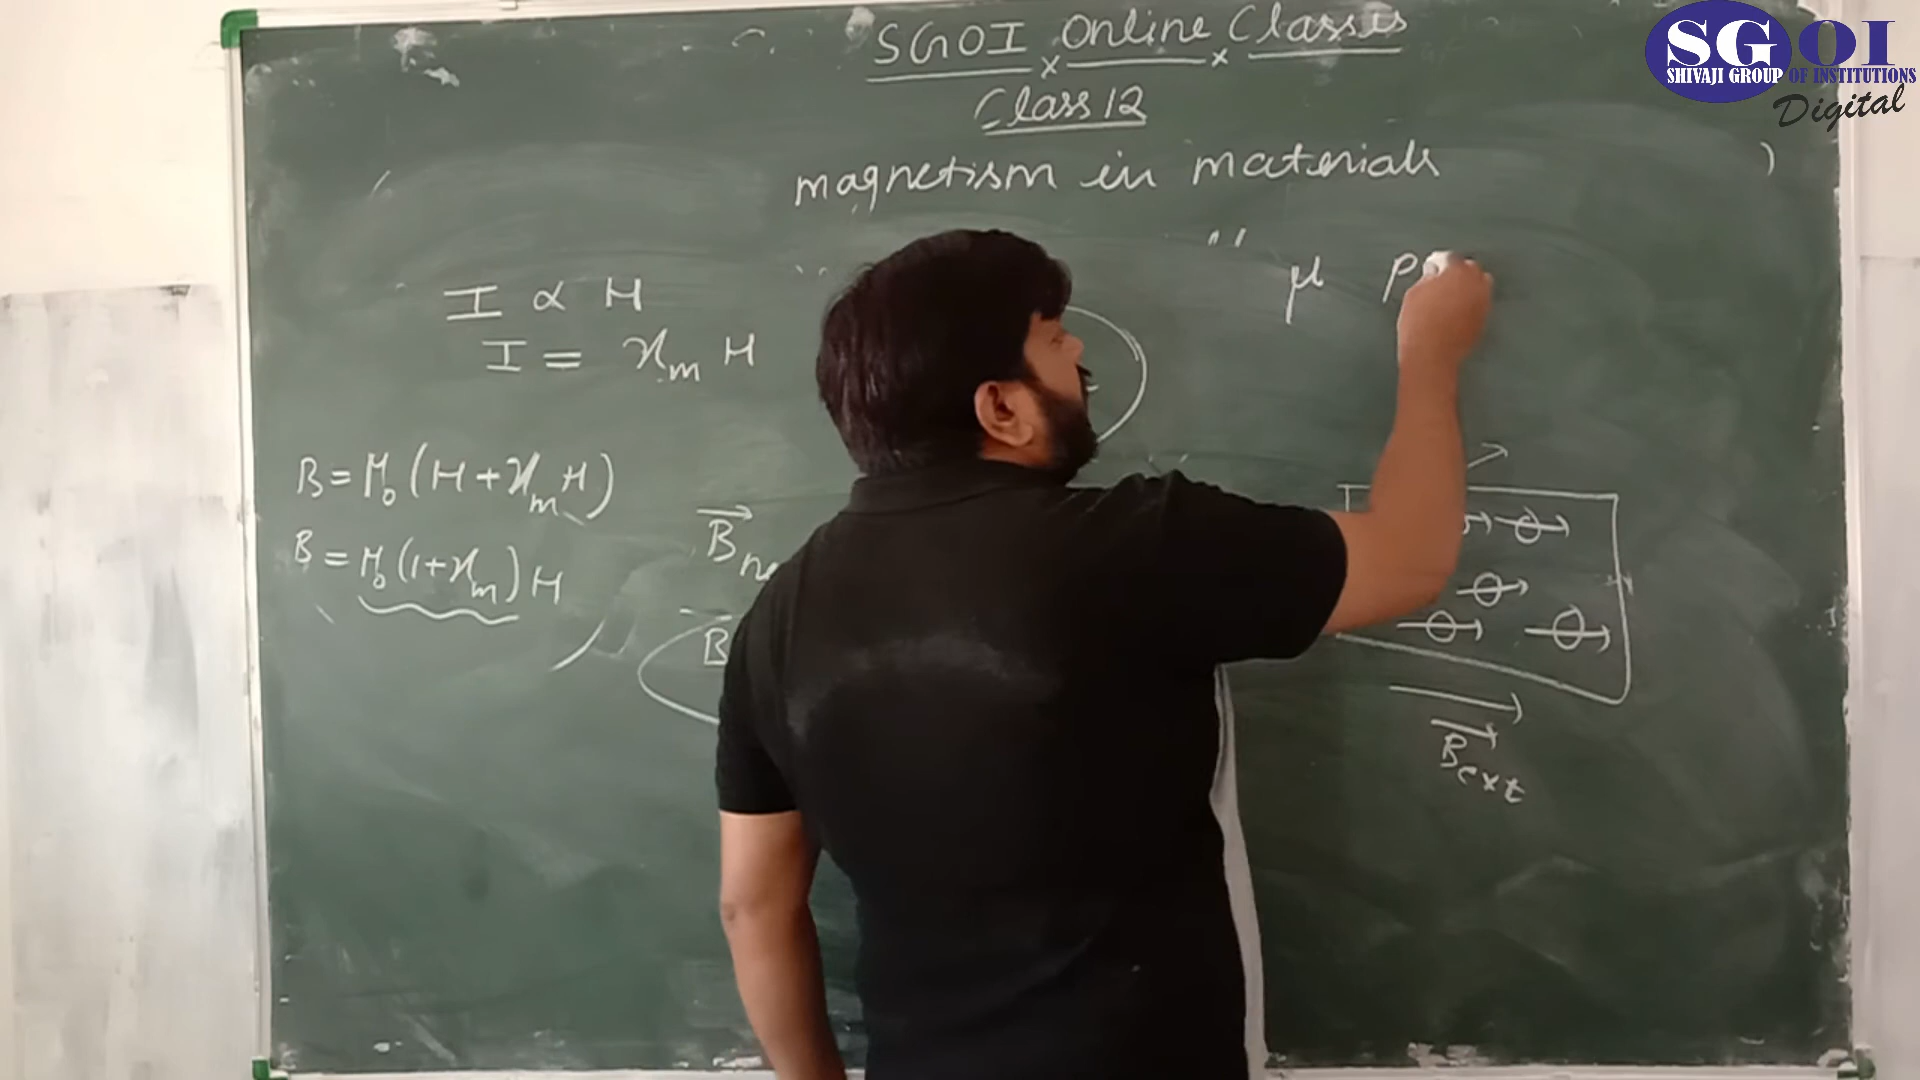 SGOI
SHIVAJI GROUP OF INSTITUTIONS
Digital
SGOI × Online × Classes
Class 12
magnetism in materials
I ∝ H
I = χm H
B = μ0 (H + χm H)
B = μ0 (1 + χm) H
B
B
μ
Bext